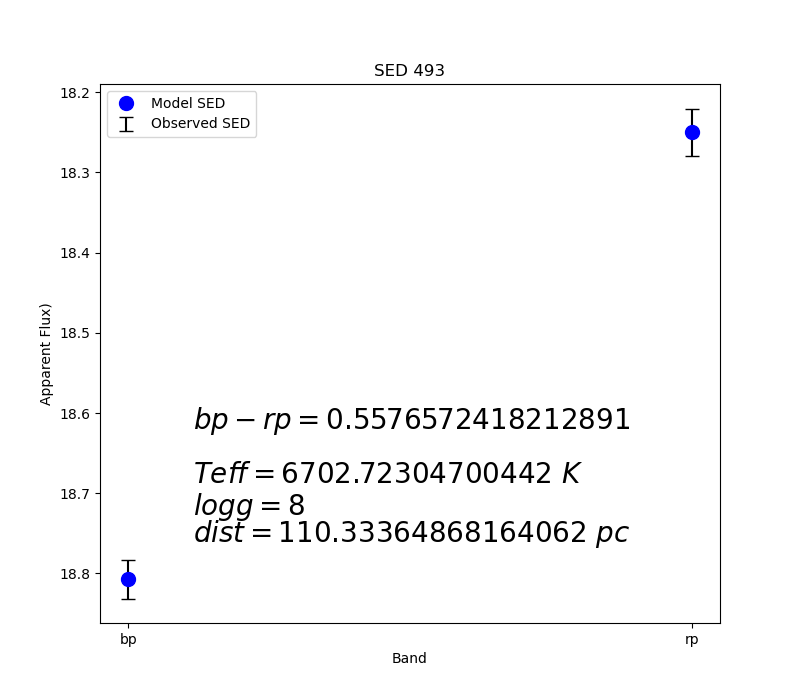 SED 493
Model SED
Observed SED
18.2
18.3
18.4
18.5
18.6
18.7
18.8
Apparent Flux)
bp − rp = 0.5576572418212891
Teff = 6702.72304700442 K
logg = 8
dist = 110.33364868164062 pc
bp
rp
Band